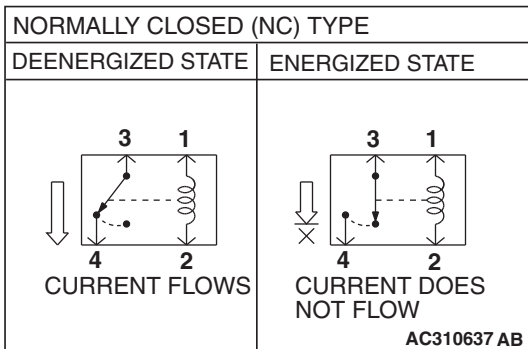 NORMALLY CLOSED (NC) TYPE
DEENERGIZED STATE
ENERGIZED STATE
3 1
4 2
CURRENT FLOWS
3 1
4 2
CURRENT DOES
NOT FLOW
AC310637 AB